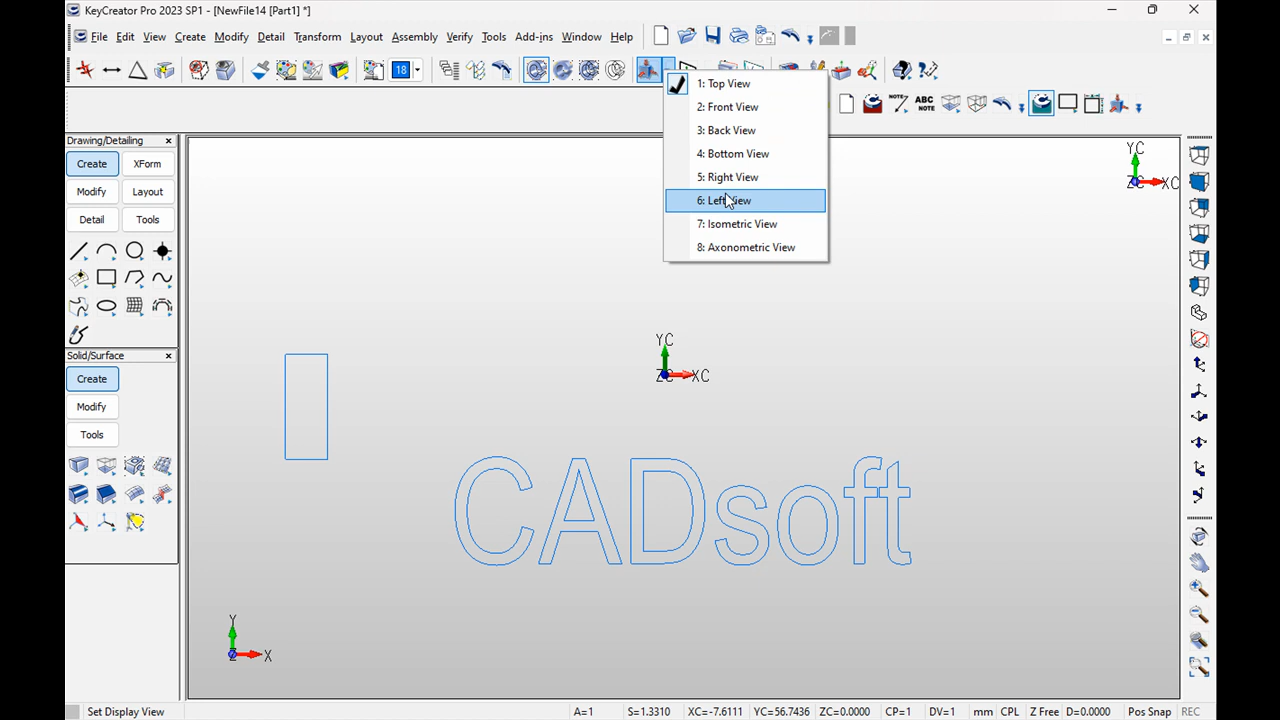 KeyCreator Pro 2023 SP1 - [NewFile14 [Part1] *]
File Edit View Create Modify Detail Transform Layout Assembly Verify Tools Add-ins Window Help
18
1: Top View
2: Front View
3: Back View
4: Bottom View
5: Right View
6: Left View
7: Isometric View
8: Axonometric View
NOTE
ABC
NOTE
Drawing/Detailing
Create XForm
Modify Layout
Detail Tools
Solid/Surface
Create
Modify
Tools
YC
ZC XC
YC
ZC XC
CADsoft
Y
Z X
Set Display View A=1 S=1.3310 XC=-7.6111 YC=56.7436 ZC=0.0000 CP=1 DV=1 mm CPL Z Free D=0.0000 Pos Snap REC